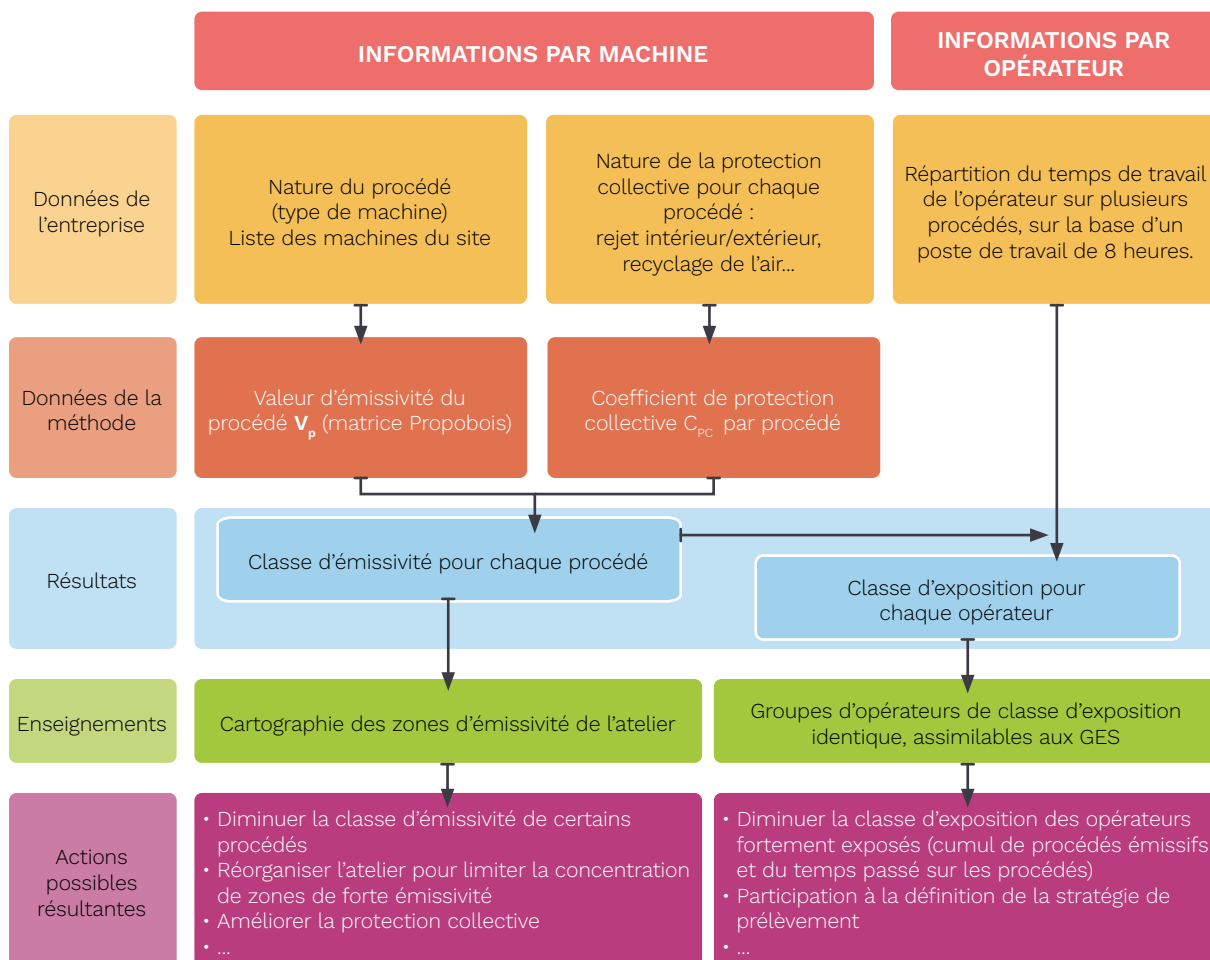 INFORMATIONS PAR MACHINE
INFORMATIONS PAR
OPÉRATEUR
Données de
l’entreprise
Nature du procédé
(type de machine)
Liste des machines du site
Nature de la protection
collective pour chaque
procédé :
rejet intérieur/extérieur,
recyclage de l’air...
Répartition du temps de travail
de l’opérateur sur plusieurs
procédés, sur la base d’un
poste de travail de 8 heures.
Données de la
méthode
Valeur d’émissivité du
procédé Vp (matrice Propobois)
Coefficient de protection
collective CPC par procédé
Résultats
Classe d’émissivité pour chaque procédé
Classe d’exposition pour
chaque opérateur
Enseignements
Cartographie des zones d’émissivité de l’atelier
Groupes d’opérateurs de classe d’exposition
identique, assimilables aux GES
Actions
possibles
résultantes
• Diminuer la classe d’émissivité de certains
procédés
• Réorganiser l’atelier pour limiter la concentration
de zones de forte émissivité
• Améliorer la protection collective
• ...
• Diminuer la classe d’exposition des opérateurs
fortement exposés (cumul de procédés émissifs
et du temps passé sur les procédés)
• Participation à la définition de la stratégie de
prélèvement
• ...